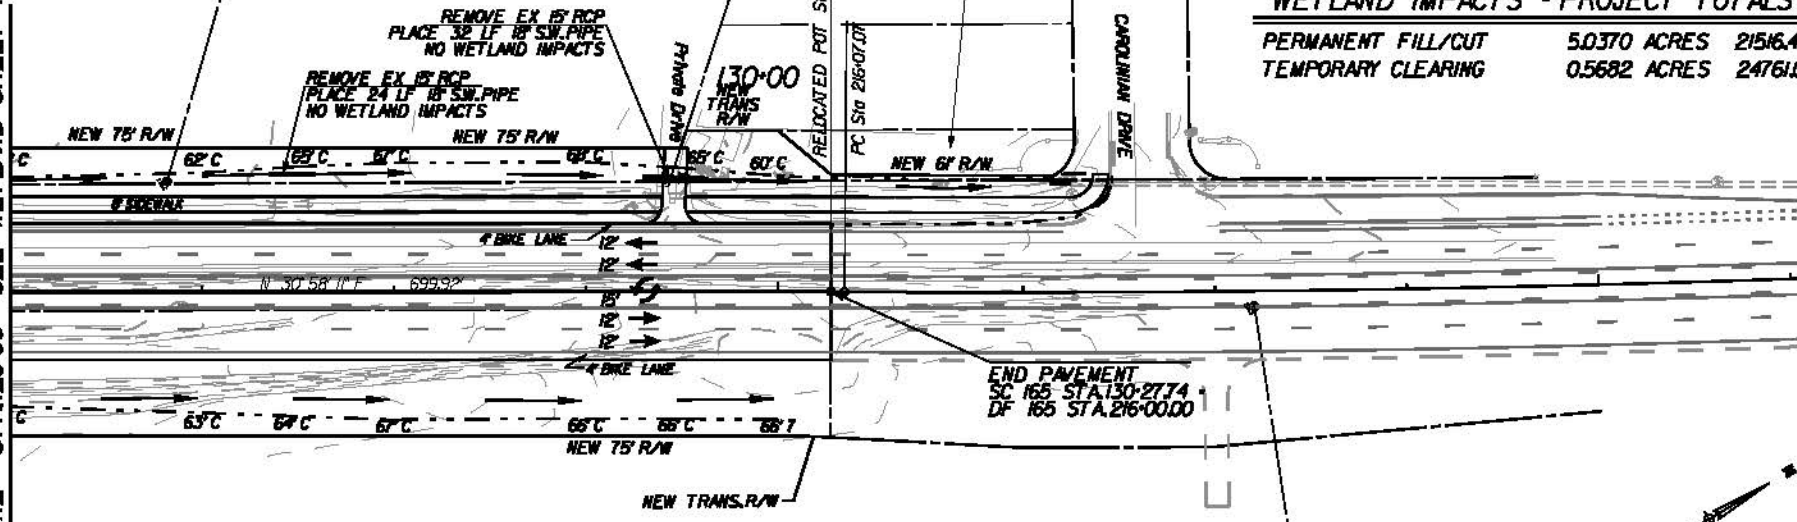 WETLAND IMPACTS - PROJECT TOTALS
PERMANENT FILL/CUT 5.0370 ACRES 21516.4
TEMPORARY CLEARING 0.5682 ACRES
REMOVE EX 15" RCP
PLACE 32 LF 18" S.W. PIPE
NO WETLAND IMPACTS
REMOVE EX 15" RCP
PLACE 24 LF 18" S.W. PIPE
NO WETLAND IMPACTS
Private Drive
130+00
NEW
TRANS
R/W
RELOCATED POT
PC Sta 216+07.07
CAROLINIAN DRIVE
NEW 75' R/W
NEW 75' R/W
NEW 61' R/W
62' C
65' C
67' C
68' C
65' C
60' C
8' SIDEWALK
4' BIKE LANE
12'
12'
15'
12'
12'
N 30°58'11" E 699.92'
4' BIKE LANE
END PAVEMENT
SC 165 STA. 130+27.74
DF 165 STA. 216+00.00
63' C
64' C
67' C
66' C
66' C
66'
NEW 75' R/W
NEW TRANS. R/W